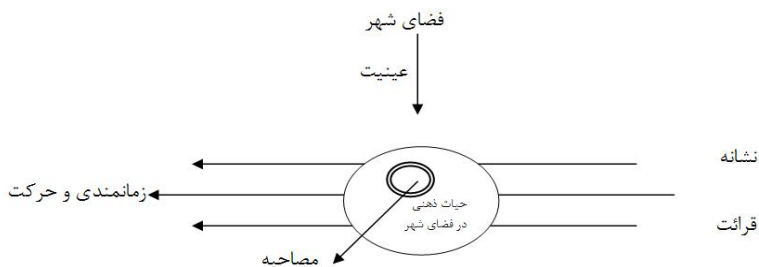 فضای شهر
عینیت
نشانه
زمانمندی و حرکت
حیات ذهنی
در فضای شهر
قرائت
مصاحبه